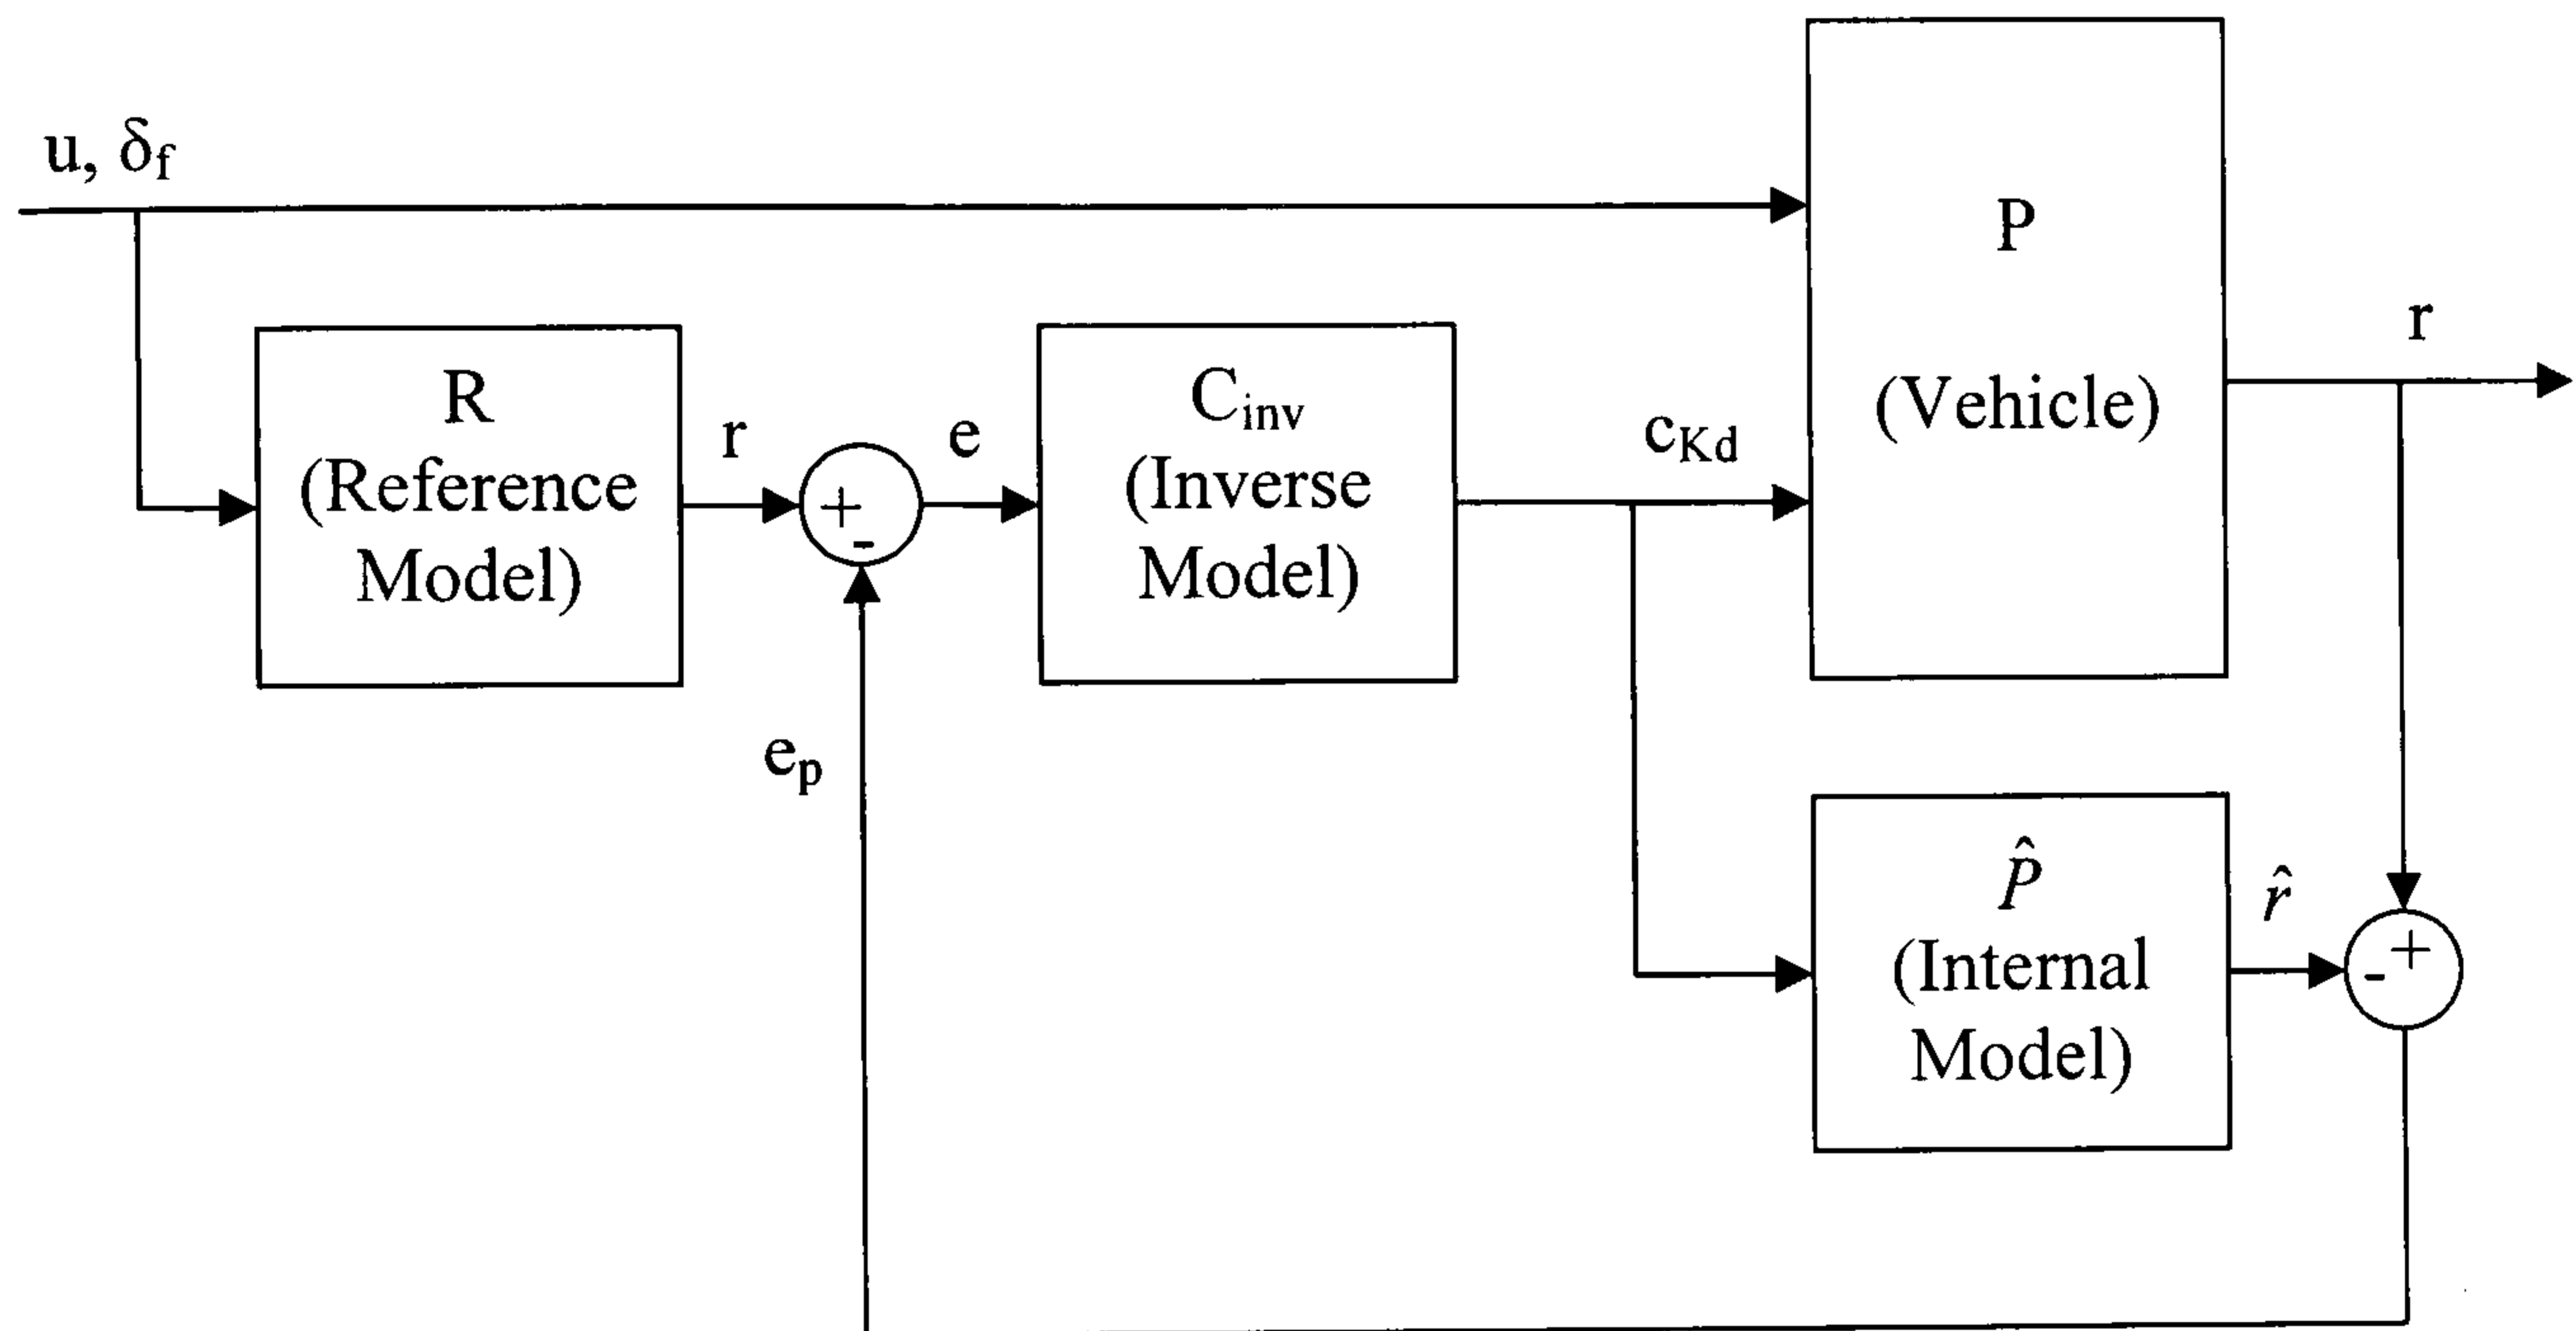 u, δf
P
(Vehicle)
r
R
(Reference
Model)
r
+
-
e
Cinv
(Inverse
Model)
cKd
ep
P̂
(Internal
Model)
r̂
+
-